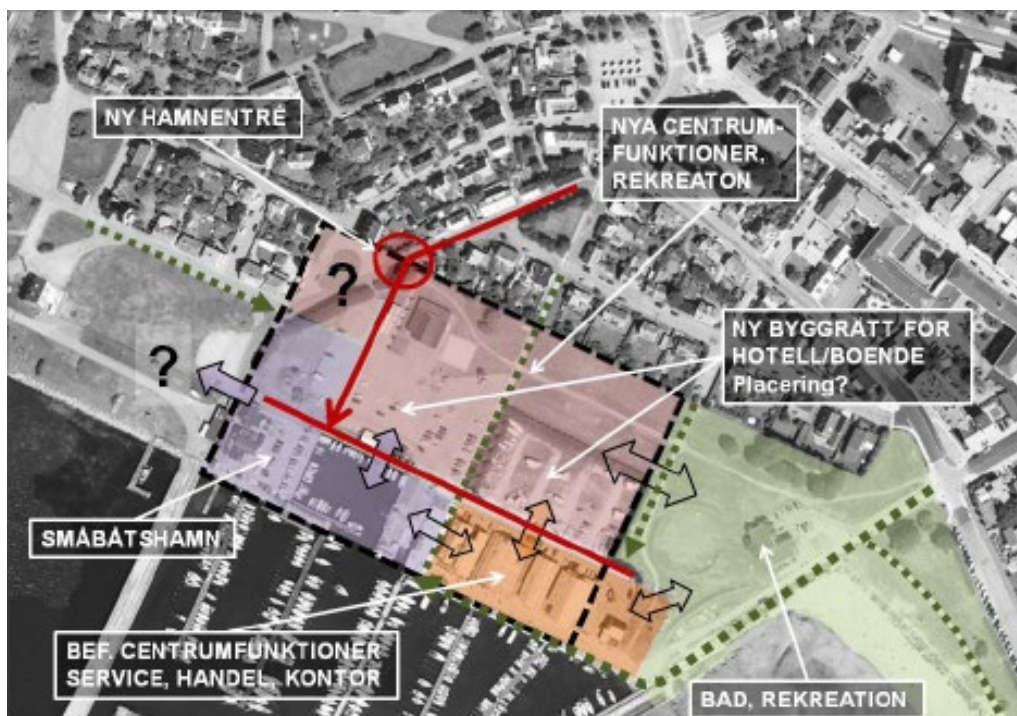 NY HAMNENTRÉ
NYA CENTRUM-
FUNKTIONER,
REKREATON
?
?
NY BYGGRÄTT FÖR
HOTELL/BOENDE
Placering?
SMÅBÅTSHAMN
BEF. CENTRUMFUNKTIONER
SERVICE, HANDEL, KONTOR
BAD, REKREATION